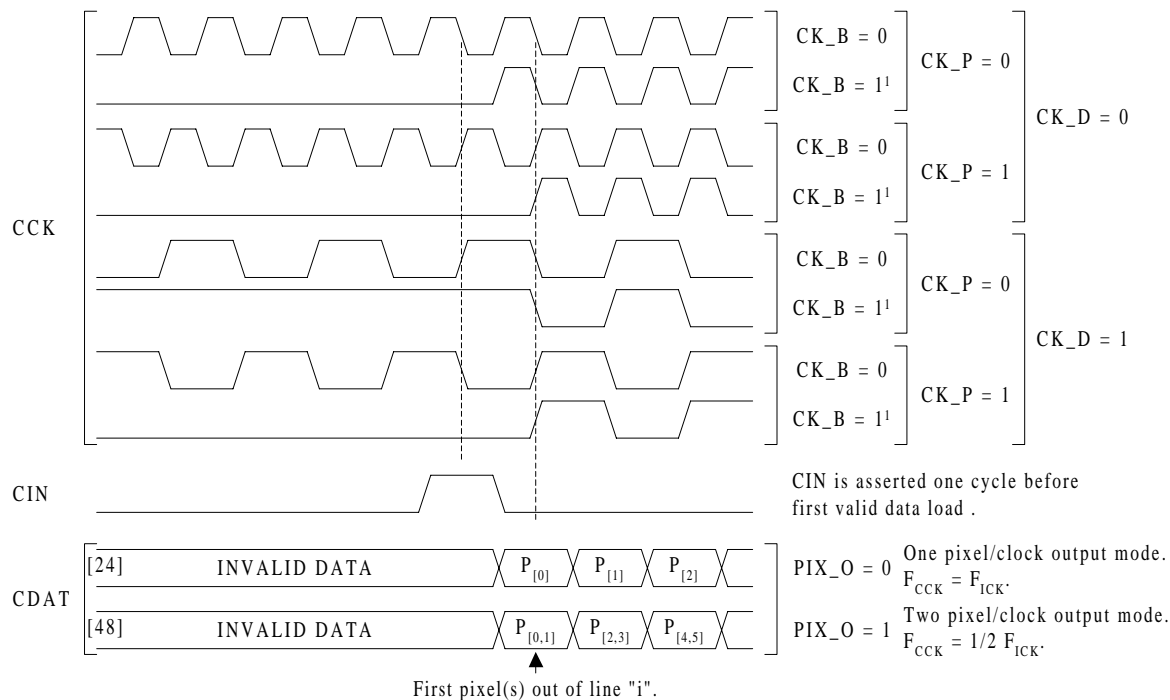 CK_B = 0
CK_P = 0
CK_B = 1¹
CK_D = 0
CK_B = 0
CK_P = 1
CK_B = 1¹
CCK
CK_B = 0
CK_P = 0
CK_B = 1¹
CK_D = 1
CK_B = 0
CK_P = 1
CK_B = 1¹
CIN
CIN is asserted one cycle before
first valid data load .
CDAT
[24] INVALID DATA P[0] P[1] P[2] PIX_O = 0 One pixel/clock output mode.
FCCK = FICK.
[48] INVALID DATA P[0,1] P[2,3] P[4,5] PIX_O = 1 Two pixel/clock output mode.
FCCK = 1/2 FICK.
First pixel(s) out of line "i".